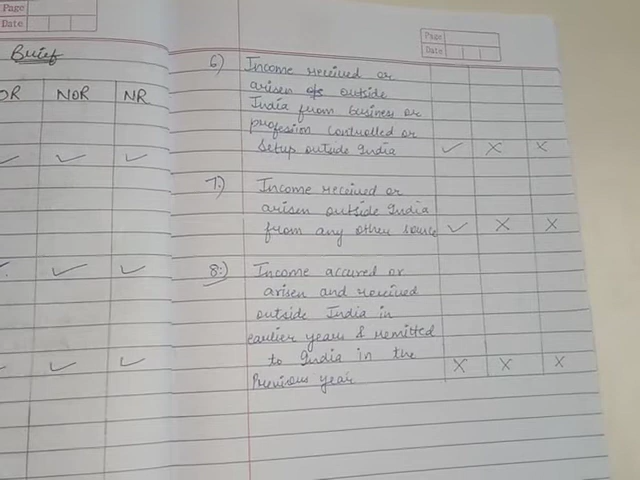 Page
Date
Brief
OR NOR NR
✓ ✓ ✓
✓ ✓ ✓
✓ ✓ ✓
Page
Date
6) Income received or
arisen outside
India from business or
profession controlled or
Setup outside India ✓ X X
7.) Income received or
arisen outside India
from any other source ✓ X X
8.) Income accured or
arisen and received
outside India in
earlier years & remitted
to India in the
Previous year X X X